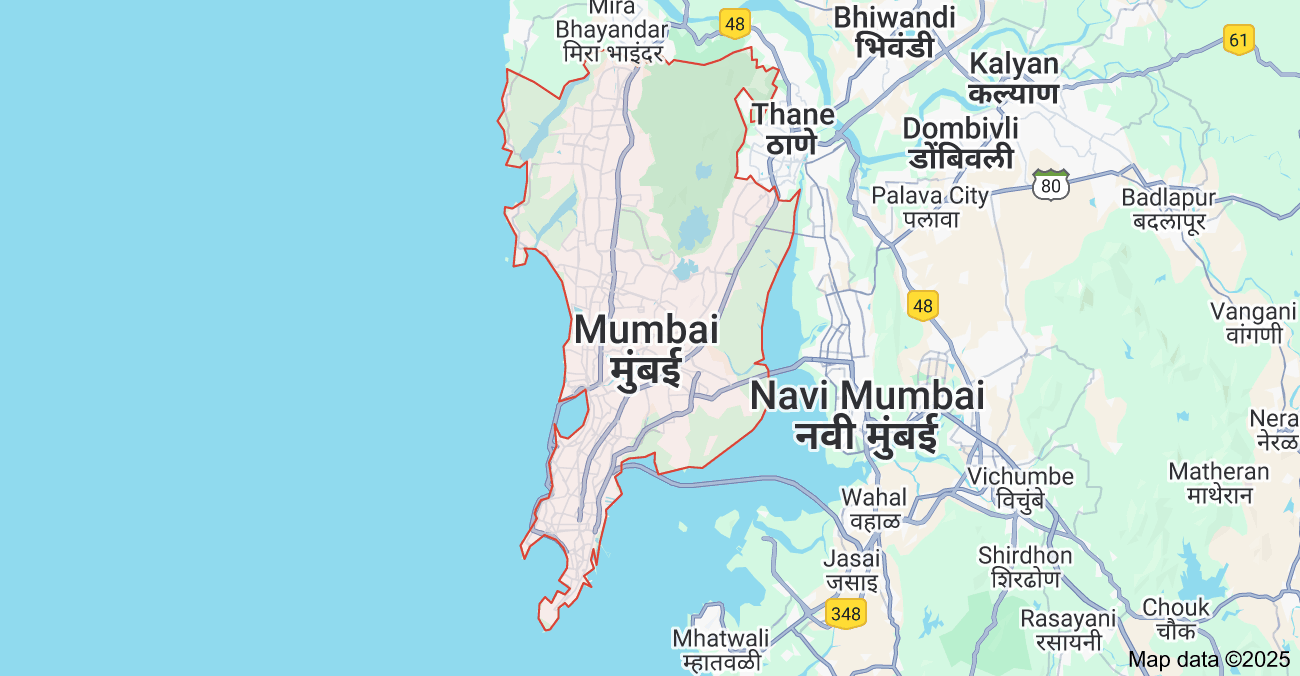 Mira
Bhayandar
मिरा भाइंदर
48
Bhiwandi
भिवंडी
61
Kalyan
कल्याण
Thane
ठाणे
Dombivli
डोंबिवली
Palava City
पलावा
80
Badlapur
बदलापूर
48
Vangani
वांगणी
Mumbai
मुंबई
Navi Mumbai
नवी मुंबई
Nera
नेरळ
Matheran
माथेरान
Vichumbe
विचुंबे
Wahal
वहाळ
Jasai
जसाइ
Shirdhon
शिरढोण
348
Chouk
चौक
Rasayani
रसायनी
Mhatwali
म्हातवळी
Map data ©2025